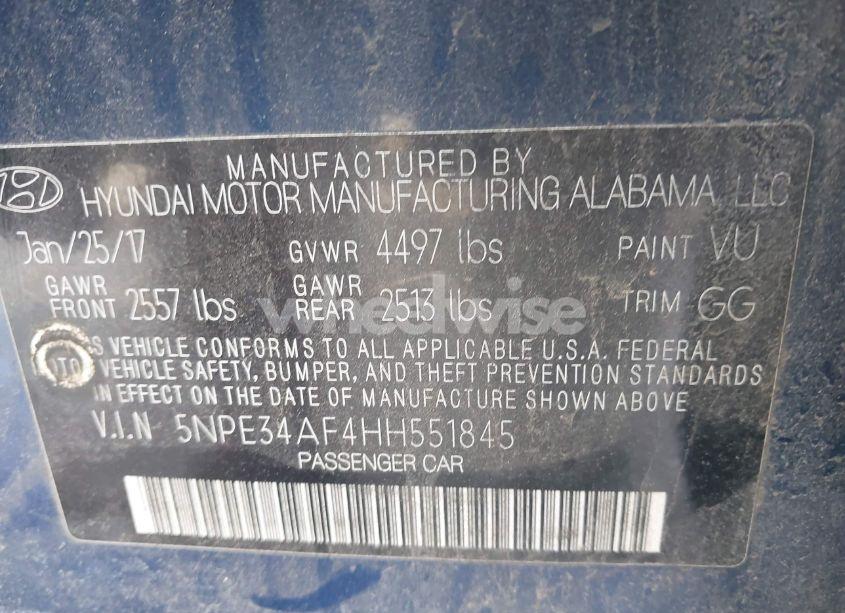 MANUFACTURED BY
HYUNDAI MOTOR MANUFACTURING ALABAMA, LLC
Jan/25/17 GVWR 4497 lbs PAINT VU
GAWR FRONT 2557 lbs GAWR REAR 2513 lbs TRIM GG
wheelwise
S VEHICLE CONFORMS TO ALL APPLICABLE U.S.A. FEDERAL
VEHICLE SAFETY, BUMPER, AND THEFT PREVENTION STANDARDS
IN EFFECT ON THE DATE OF MANUFACTURE SHOWN ABOVE
V.I.N 5NPE34AF4HH551845
PASSENGER CAR